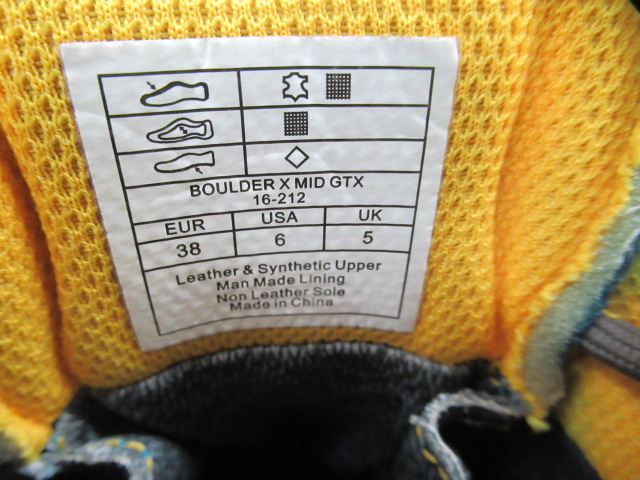 BOULDER X MID GTX
16-212
EUR USA UK
38 6 5
Leather & Synthetic Upper
Man Made Lining
Non Leather Sole
Made in China